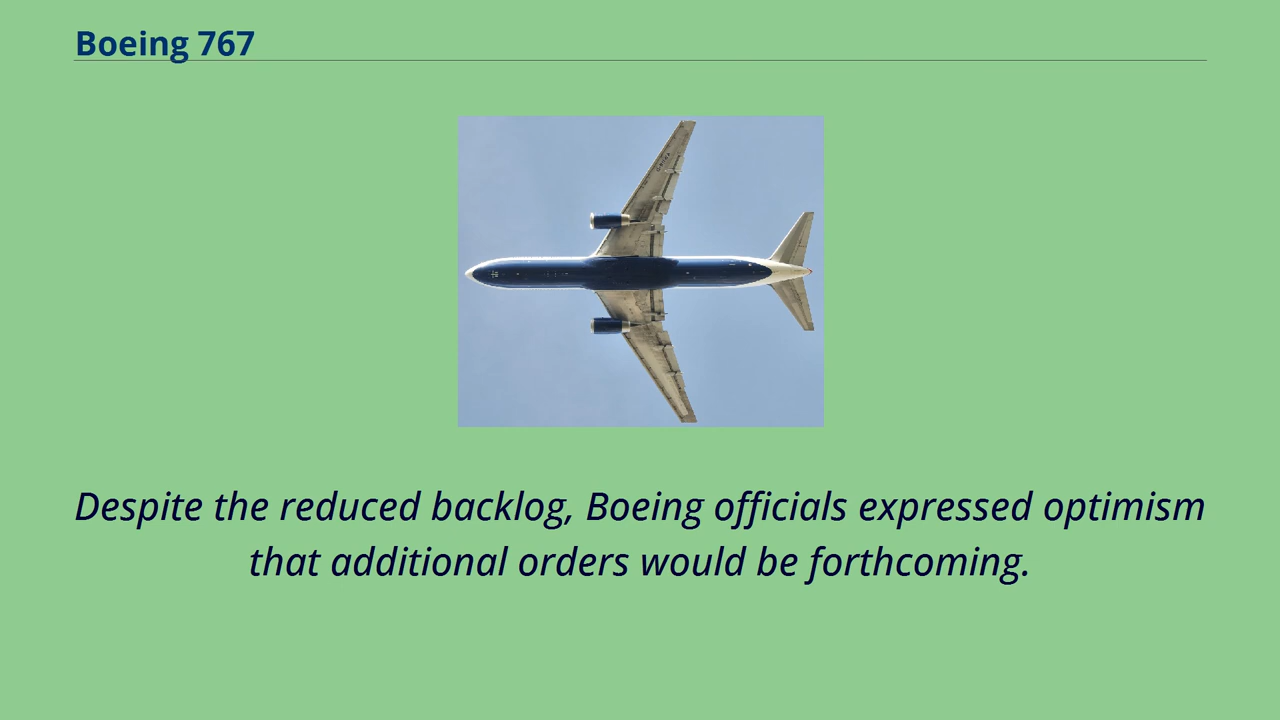 Boeing 767
Despite the reduced backlog, Boeing officials expressed optimism
that additional orders would be forthcoming.